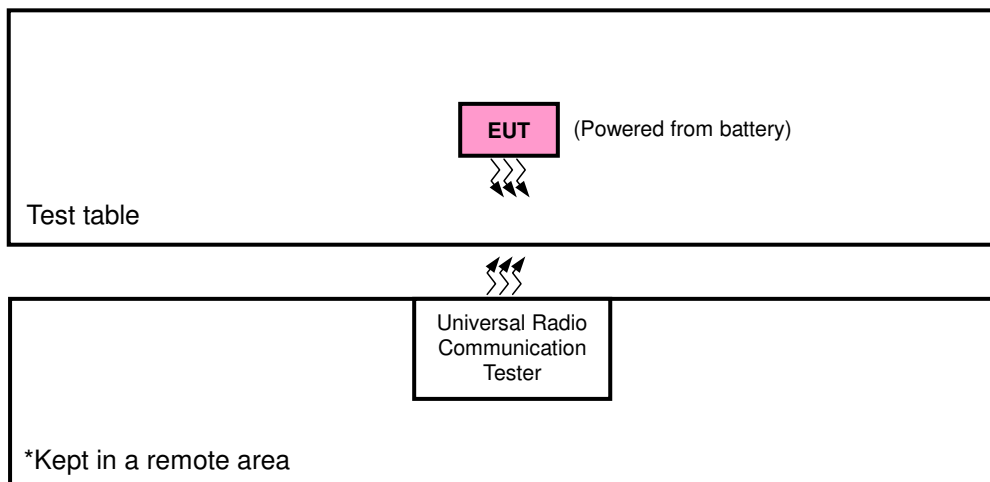 EUT
(Powered from battery)
Test table
Universal Radio
Communication
Tester
*Kept in a remote area